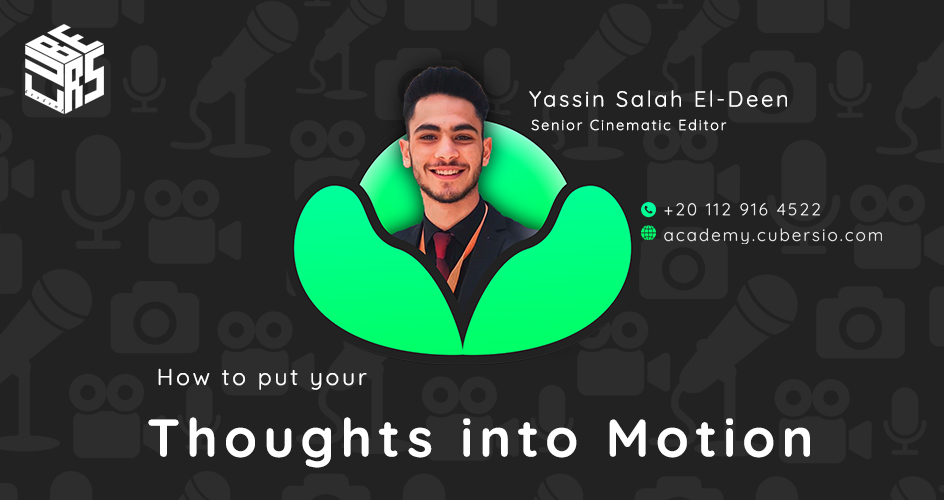 CUBERS
Yassin Salah El-Deen
Senior Cinematic Editor
+20 112 916 4522
academy.cubersio.com
How to put your
Thoughts into Motion